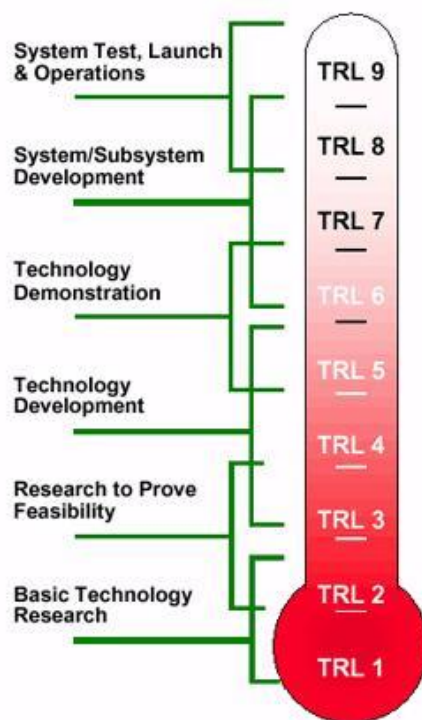 System Test, Launch
& Operations
System/Subsystem
Development
Technology
Demonstration
Technology
Development
Research to Prove
Feasibility
Basic Technology
Research
TRL 9
TRL 8
TRL 7
TRL 6
TRL 5
TRL 4
TRL 3
TRL 2
TRL 1